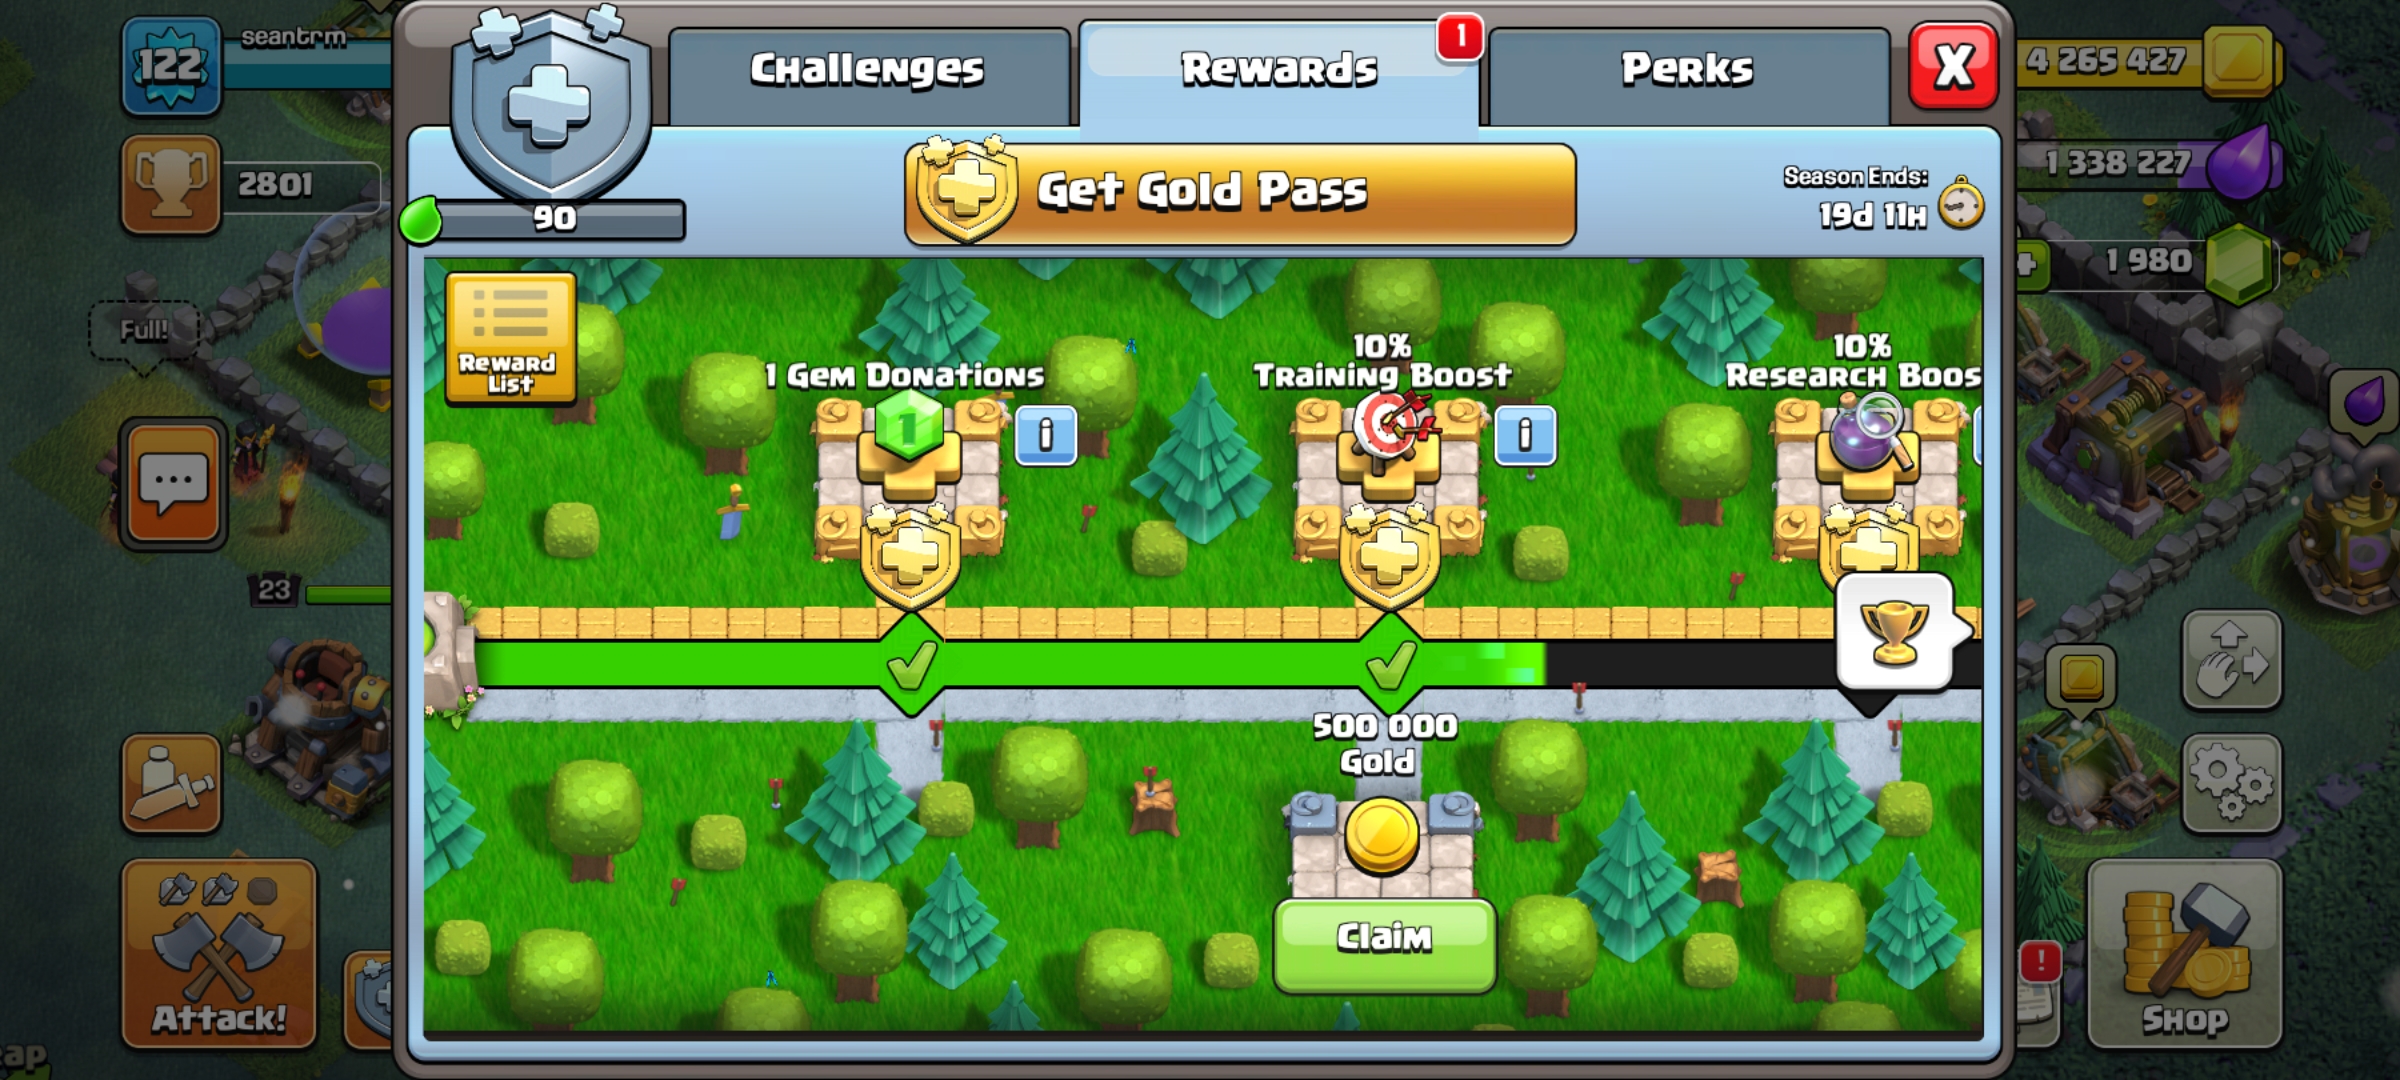 122
seantrm
Challenges
Rewards
1
Perks
X
4 265 427
2801
90
Get Gold Pass
Season Ends:
19d 11H
1 338 227
1 980
Full!
Reward
List
1 Gem Donations
1
i
10%
Training Boost
i
10%
Research Boos
23
500 000
Gold
Claim
Attack!
!
Shop
ap